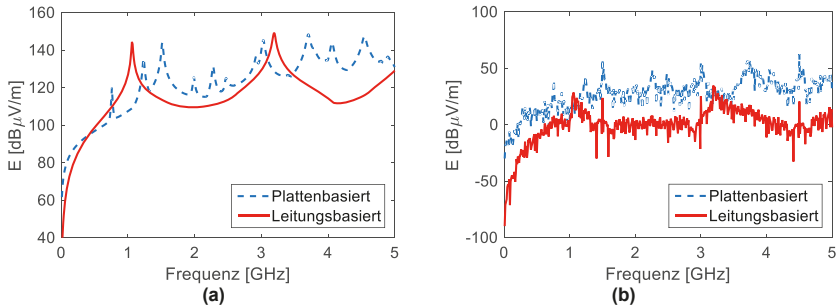 160
140
120
100
80
60
40
E [dBµV/m]
0 1 2 3 4 5
Frequenz [GHz]
Plattenbasiert
Leitungsbasiert
(a)
100
50
0
-50
-100
E [dBµV/m]
0 1 2 3 4 5
Frequenz [GHz]
Plattenbasiert
Leitungsbasiert
(b)